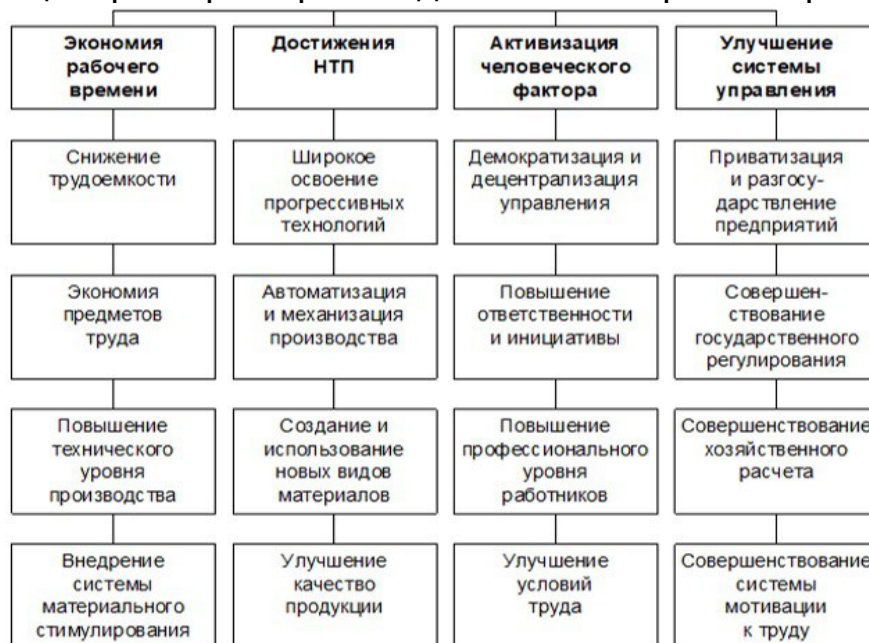 Экономия
рабочего
времени
Достижения
НТП
Активизация
человеческого
фактора
Улучшение
системы
управления
Снижение
трудоемкости
Широкое
освоение
прогрессивных
технологий
Демократизация и
децентрализация
управления
Приватизация
и разгосу-
дарствление
предприятий
Экономия
предметов
труда
Автоматизация
и механизация
производства
Повышение
ответственности
и инициативы
Совершен-
ствование
государственного
регулирования
Повышение
технического
уровня
производства
Создание и
использование
новых видов
материалов
Повышение
профессионального
уровня
работников
Совершенствование
хозяйственного
расчета
Внедрение
системы
материального
стимулирования
Улучшение
качество
продукции
Улучшение
условий
труда
Совершенствование
системы
мотивации
к труду